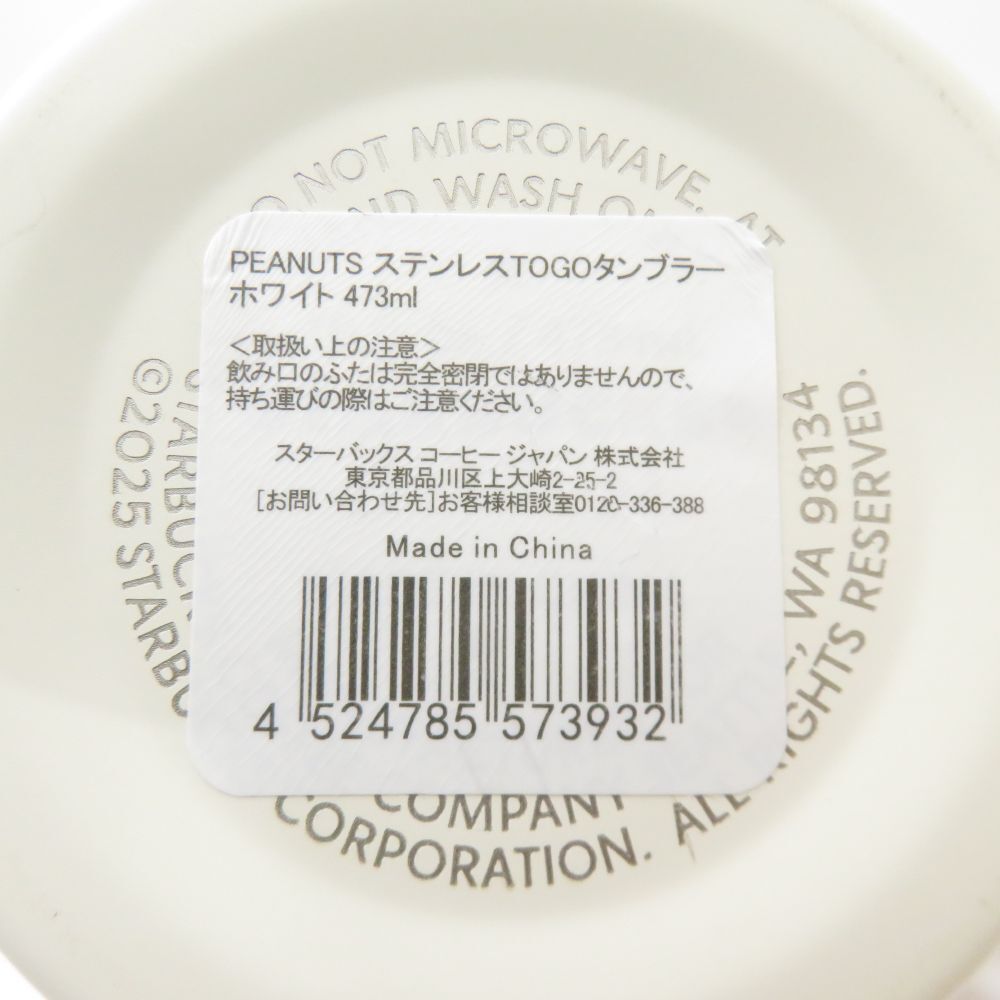 NOT MICROWAVE.
WASH
PEANUTS ステンレスTOGOタンブラー
ホワイト 473ml
＜取扱い上の注意＞
飲み口のふたは完全密閉ではありませんので、
持ち運びの際はご注意ください。
スターバックス コーヒー ジャパン 株式会社
東京都品川区上大崎2-25-2
[お問い合わせ先]お客様相談室0120-336-388
Made in China
4 524785 573932
WA 98134
COMPANY
©2025
CORPORATION. ALL RIGHTS RESERVED.